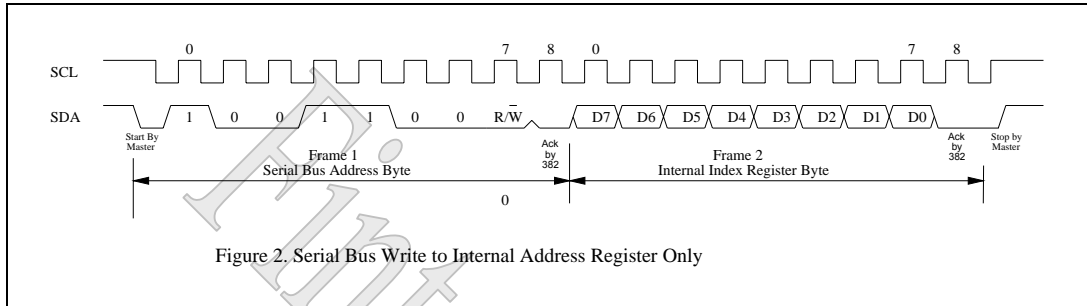 0 7 8 0 7 8
SCL
SDA 1 0 0 1 1 0 0 R/W̅ D7 D6 D5 D4 D3 D2 D1 D0
Start By
Master
Ack
by
382
Ack
by
382
Stop by
Master
Frame 1
Serial Bus Address Byte
Frame 2
Internal Index Register Byte
0
Figure 2. Serial Bus Write to Internal Address Register Only
Fint